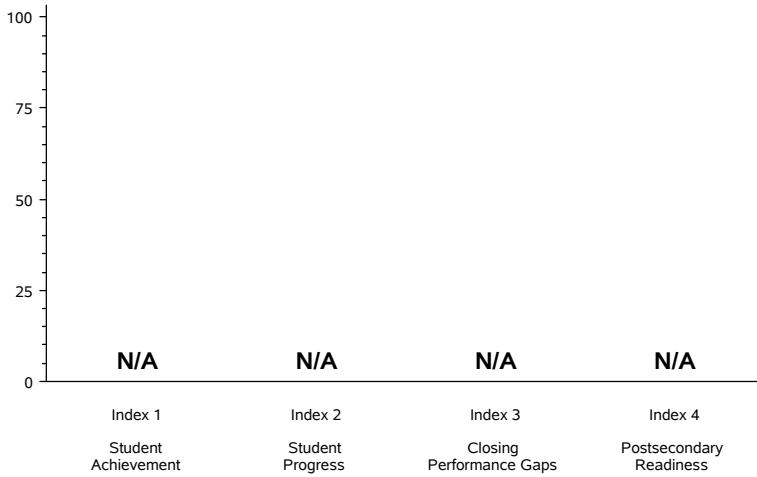 100
75
50
25
0
N/A N/A N/A N/A
Index 1 Index 2 Index 3 Index 4
Student Student Closing Postsecondary
Achievement Progress Performance Gaps Readiness